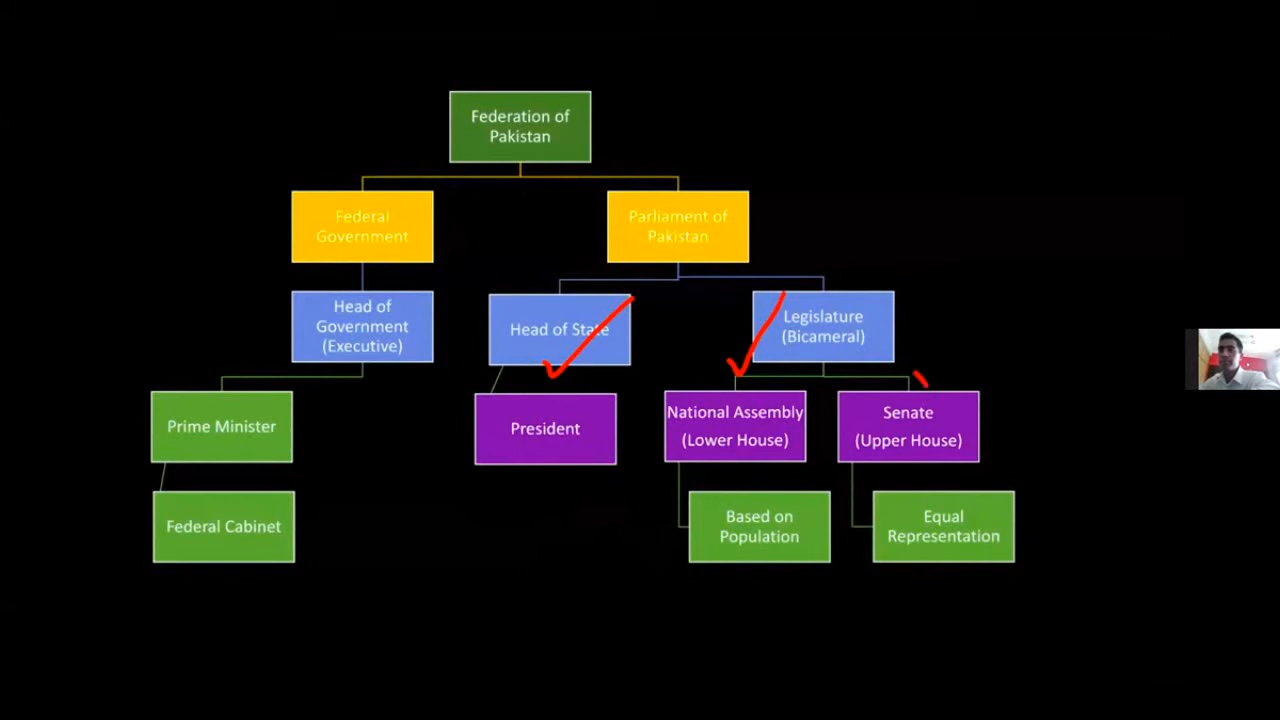 Federation of
Pakistan
Federal
Government
Parliament of
Pakistan
Head of
Government
(Executive)
Head of State
Legislature
(Bicameral)
Prime Minister
President
National Assembly
(Lower House)
Senate
(Upper House)
Federal Cabinet
Based on
Population
Equal
Representation